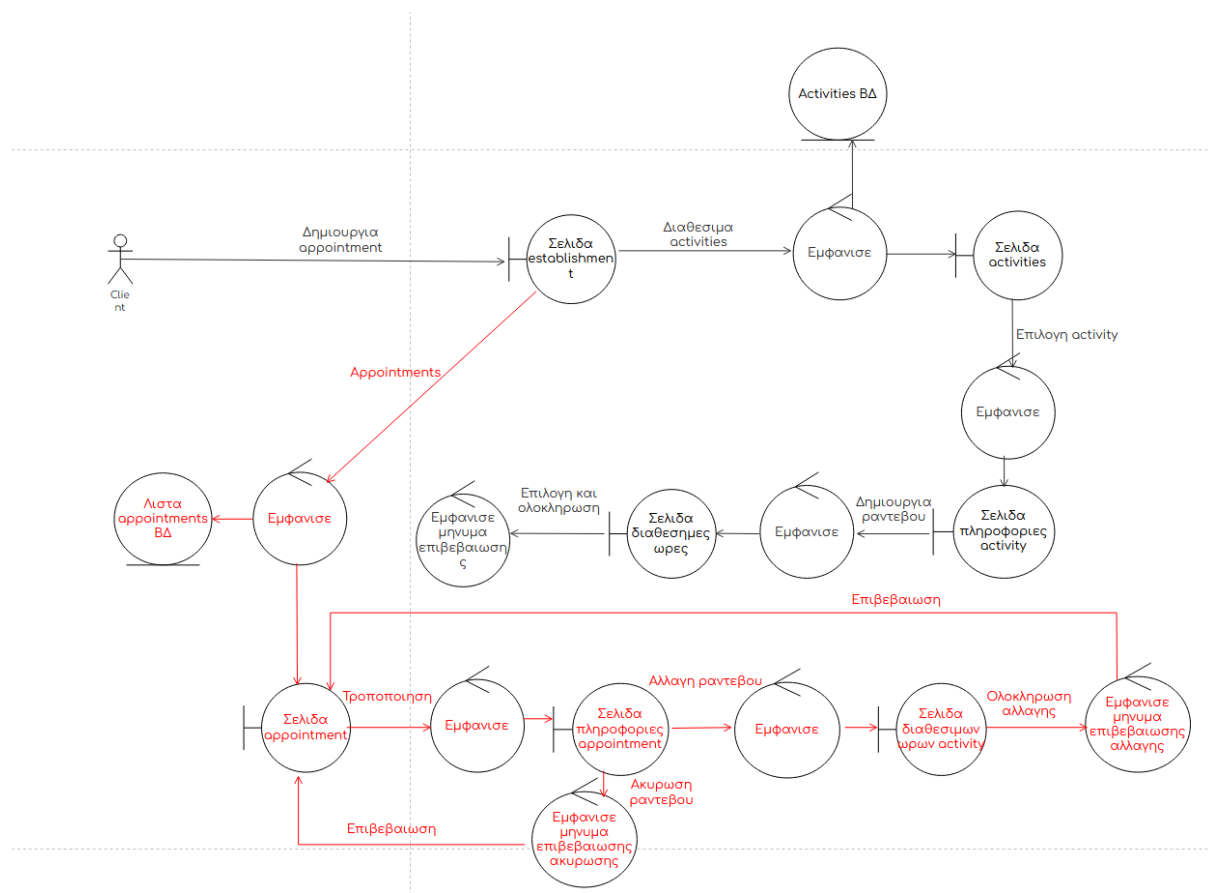 Activities ΒΔ
Δημιουργια
appointment
Σελιδα
establishmen
t
Διαθεσιμα
activities
Εμφανισε
Σελιδα
activities
Clie
nt
Επιλογη activity
Appointments
Εμφανισε
Λιστα
appointments
ΒΔ
Εμφανισε
Εμφανισε
μηνυμα
επιβεβαιωση
ς
Επιλογη και
ολοκληρωση
Σελιδα
διαθεσημες
ωρες
Εμφανισε
Δημιουργια
ραντεβου
Σελιδα
πληροφοριες
activity
Επιβεβαιωση
Σελιδα
appointment
Τροποποιηση
Εμφανισε
Σελιδα
πληροφοριες
appointment
Αλλαγη ραντεβου
Εμφανισε
Σελιδα
διαθεσιμων
ωρων activity
Ολοκληρωση
αλλαγης
Εμφανισε
μηνυμα
επιβεβαιωσης
αλλαγης
Ακυρωση
ραντεβου
Επιβεβαιωση
Εμφανισε
μηνυμα
επιβεβαιωσης
ακυρωσης